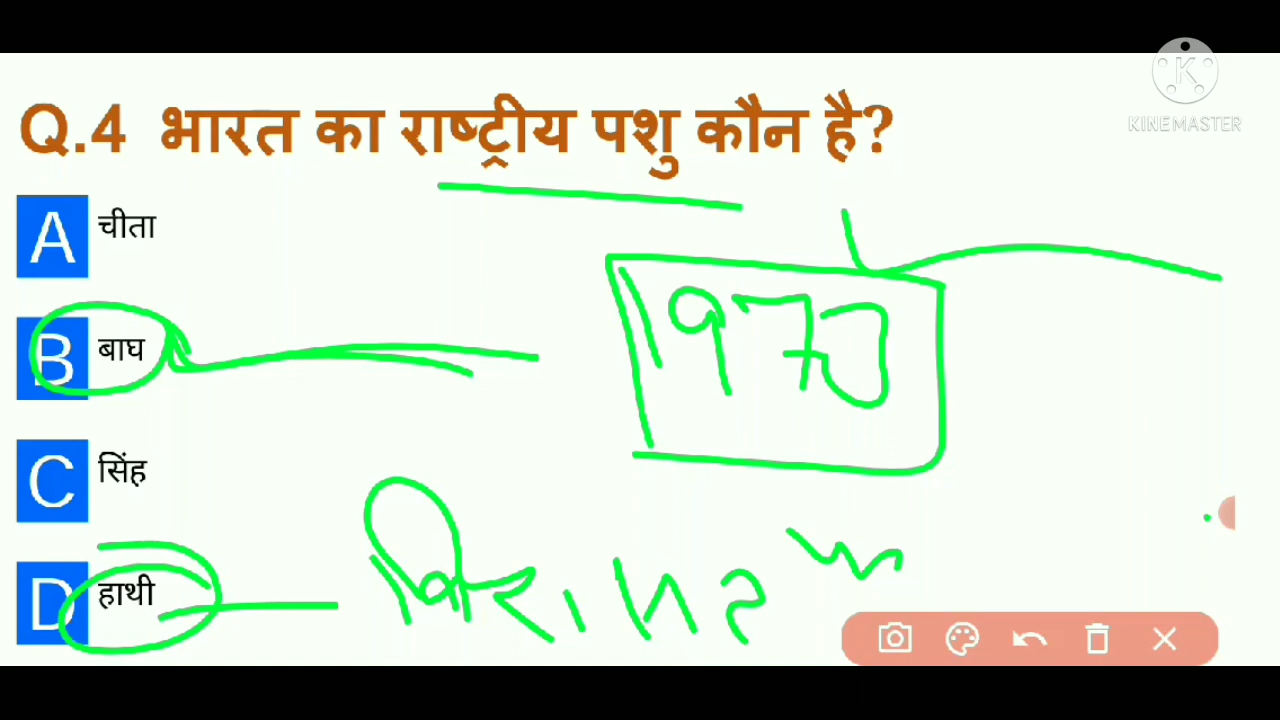 Q.4 भारत का राष्ट्रीय पशु कौन है?
A चीता
B बाघ
1973
C सिंह
D हाथी
KINEMASTER